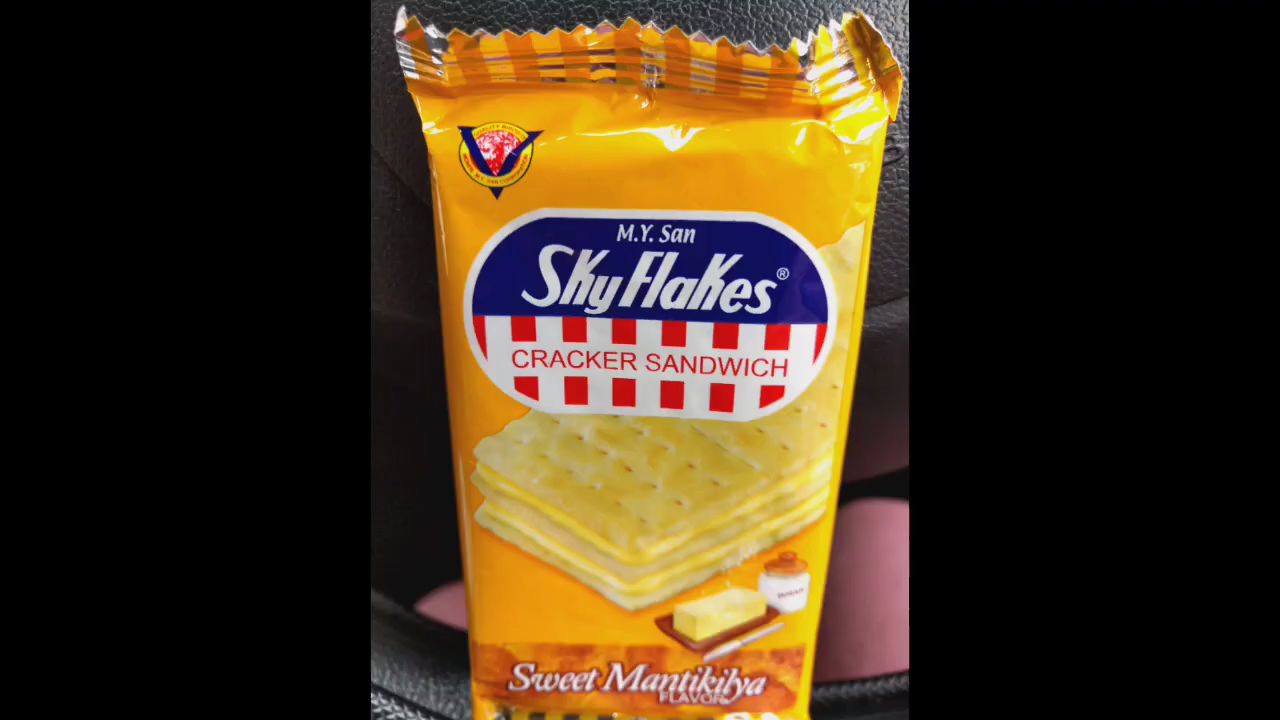 M.Y. San
SkyFlakes®
CRACKER SANDWICH
Sweet Mantikilya
FLAVOR